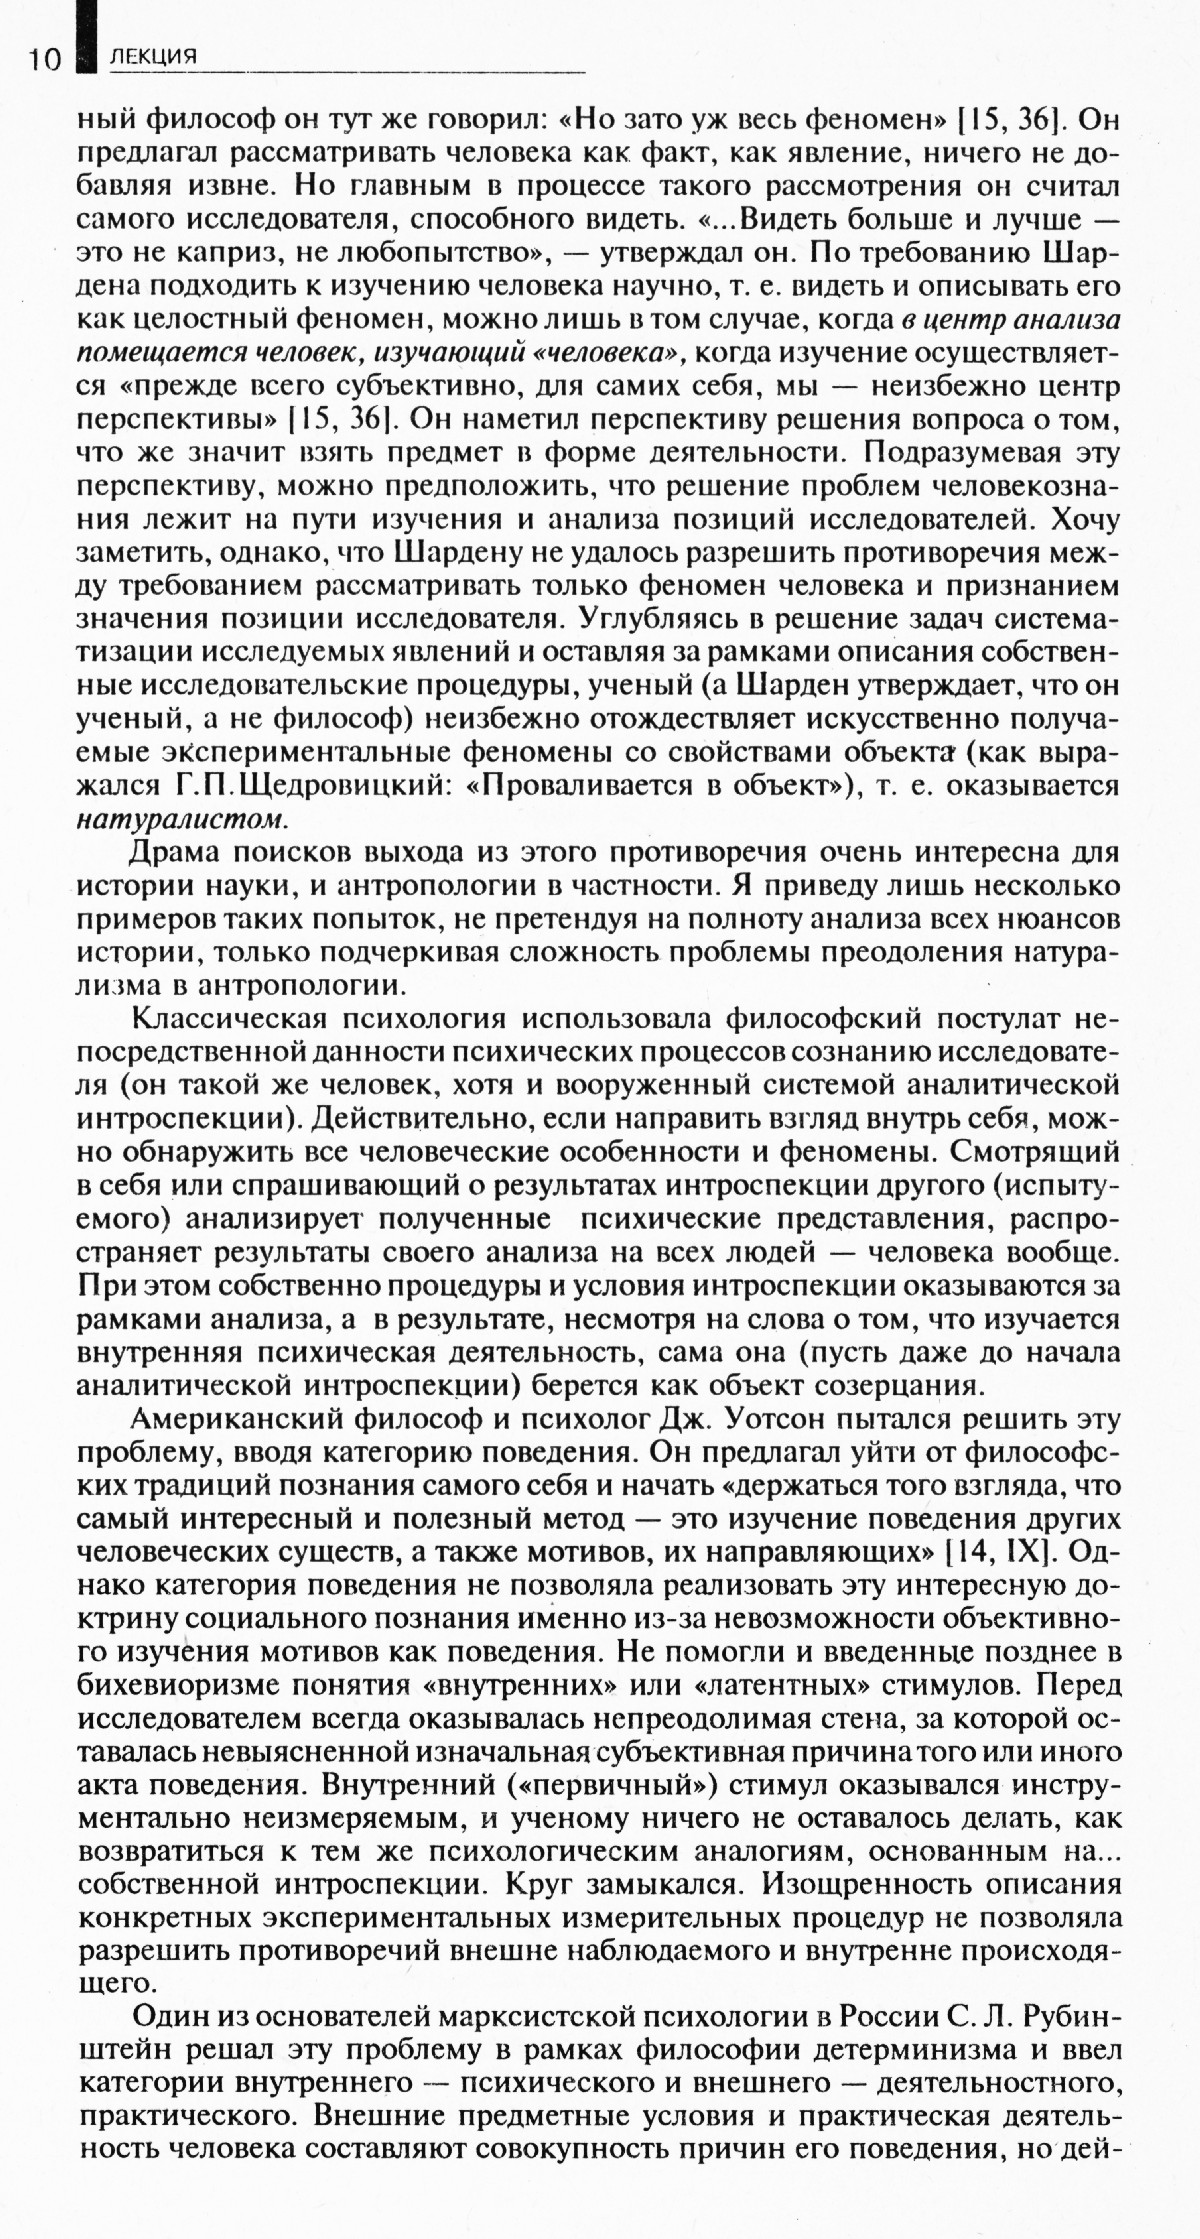 10 ЛЕКЦИЯ
ный философ он тут же говорил: «Но зато уж весь феномен» [15, 36]. Он
предлагал рассматривать человека как факт, как явление, ничего не до-
бавляя извне. Но главным в процессе такого рассмотрения он считал
самого исследователя, способного видеть. «...Видеть больше и лучше —
это не каприз, не любопытство», — утверждал он. По требованию Шар-
дена подходить к изучению человека научно, т. е. видеть и описывать его
как целостный феномен, можно лишь в том случае, когда в центр анализа
помещается человек, изучающий «человека», когда изучение осуществляет-
ся «прежде всего субъективно, для самих себя, мы — неизбежно центр
перспективы» [15, 36]. Он наметил перспективу решения вопроса о том,
что же значит взять предмет в форме деятельности. Подразумевая эту
перспективу, можно предположить, что решение проблем человекозна-
ния лежит на пути изучения и анализа позиций исследователей. Хочу
заметить, однако, что Шардену не удалось разрешить противоречия меж-
ду требованием рассматривать только феномен человека и признанием
значения позиции исследователя. Углубляясь в решение задач система-
тизации исследуемых явлений и оставляя за рамками описания собствен-
ные исследовательские процедуры, ученый (а Шарден утверждает, что он
ученый, а не философ) неизбежно отождествляет искусственно получа-
емые экспериментальные феномены со свойствами объекта (как выра-
жался Г.П.Щедровицкий: «Проваливается в объект»), т. е. оказывается
натуралистом.
Драма поисков выхода из этого противоречия очень интересна для
истории науки, и антропологии в частности. Я приведу лишь несколько
примеров таких попыток, не претендуя на полноту анализа всех нюансов
истории, только подчеркивая сложность проблемы преодоления натура-
лизма в антропологии.
Классическая психология использовала философский постулат не-
посредственной данности психических процессов сознанию исследовате-
ля (он такой же человек, хотя и вооруженный системой аналитической
интроспекции). Действительно, если направить взгляд внутрь себя, мож-
но обнаружить все человеческие особенности и феномены. Смотрящий
в себя или спрашивающий о результатах интроспекции другого (испыту-
емого) анализирует полученные психические представления, распро-
страняет результаты своего анализа на всех людей — человека вообще.
При этом собственно процедуры и условия интроспекции оказываются за
рамками анализа, а в результате, несмотря на слова о том, что изучается
внутренняя психическая деятельность, сама она (пусть даже до начала
аналитической интроспекции) берется как объект созерцания.
Американский философ и психолог Дж. Уотсон пытался решить эту
проблему, вводя категорию поведения. Он предлагал уйти от философс-
ких традиций познания самого себя и начать «держаться того взгляда, что
самый интересный и полезный метод — это изучение поведения других
человеческих существ, а также мотивов, их направляющих» [14, IX]. Од-
нако категория поведения не позволяла реализовать эту интересную до-
ктрину социального познания именно из-за невозможности объективно-
го изучения мотивов как поведения. Не помогли и введенные позднее в
бихевиоризме понятия «внутренних» или «латентных» стимулов. Перед
исследователем всегда оказывалась непреодолимая стена, за которой ос-
тавалась невыясненной изначальная субъективная причина того или иного
акта поведения. Внутренний («первичный») стимул оказывался инстру-
ментально неизмеряемым, и ученому ничего не оставалось делать, как
возвратиться к тем же психологическим аналогиям, основанным на...
собственной интроспекции. Круг замыкался. Изощренность описания
конкретных экспериментальных измерительных процедур не позволяла
разрешить противоречий внешне наблюдаемого и внутренне происходя-
щего.
Один из основателей марксистской психологии в России С. Л. Рубин-
штейн решал эту проблему в рамках философии детерминизма и ввел
категории внутреннего — психического и внешнего — деятельностного,
практического. Внешние предметные условия и практическая деятель-
ность человека составляют совокупность причин его поведения, но дей-